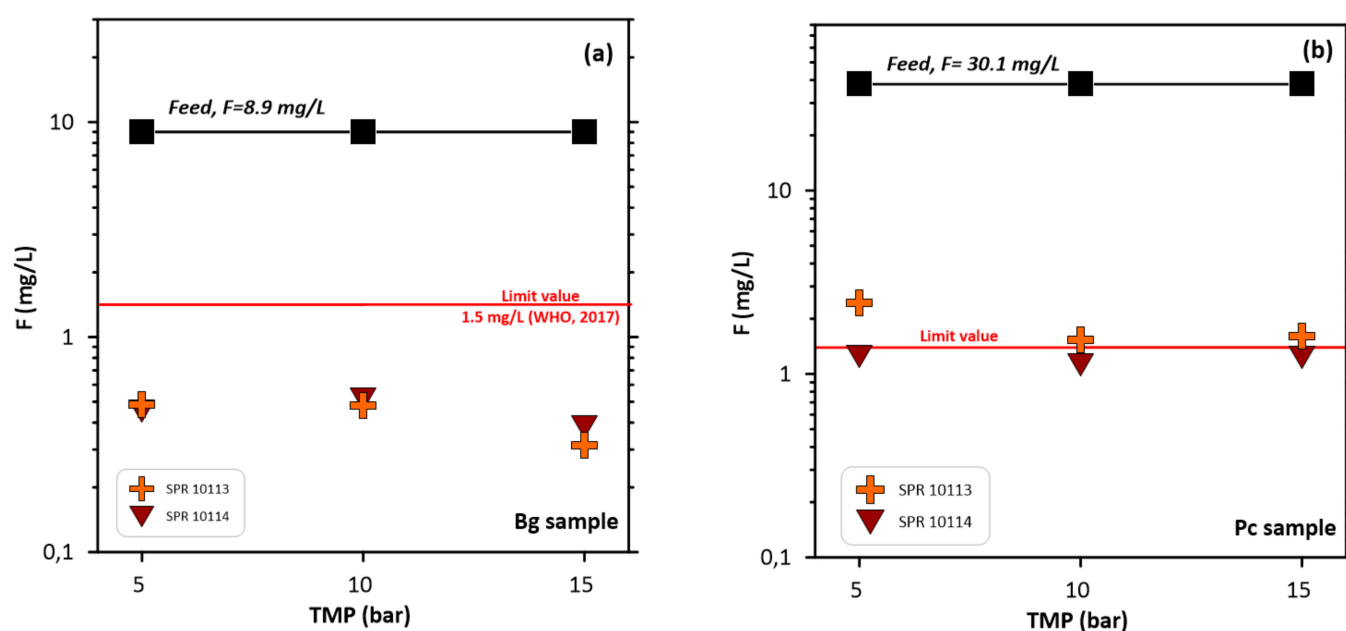 (a)
Feed, F=8.9 mg/L
10
Limit value
1.5 mg/L (WHO, 2017)
1
F (mg/L)
SPR 10113
SPR 10114
Bg sample
0,1
5 10 15
TMP (bar)
(b)
Feed, F= 30.1 mg/L
10
F (mg/L)
Limit value
1
SPR 10113
SPR 10114
Pc sample
0,1
5 10 15
TMP (bar)